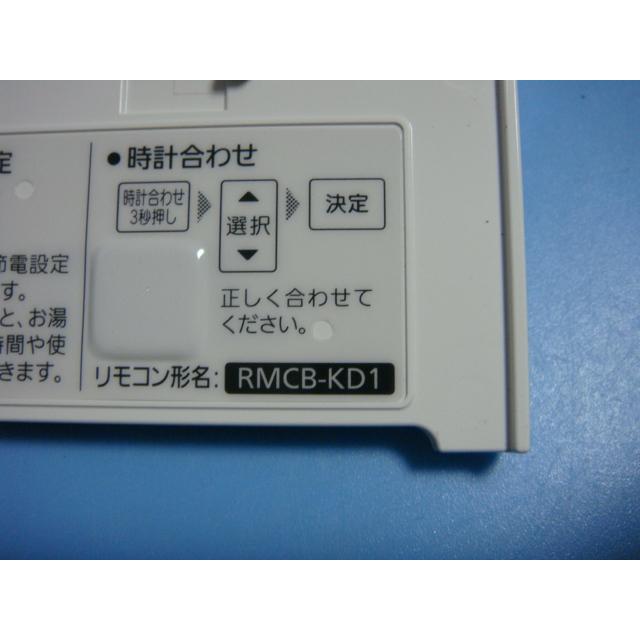 定
節電設定
す。
と、お湯
時間や使
きます。
● 時計合わせ
時計合わせ
3秒押し
▲
選択
▼
決定
正しく合わせて
ください。
リモコン形名: RMCB-KD1